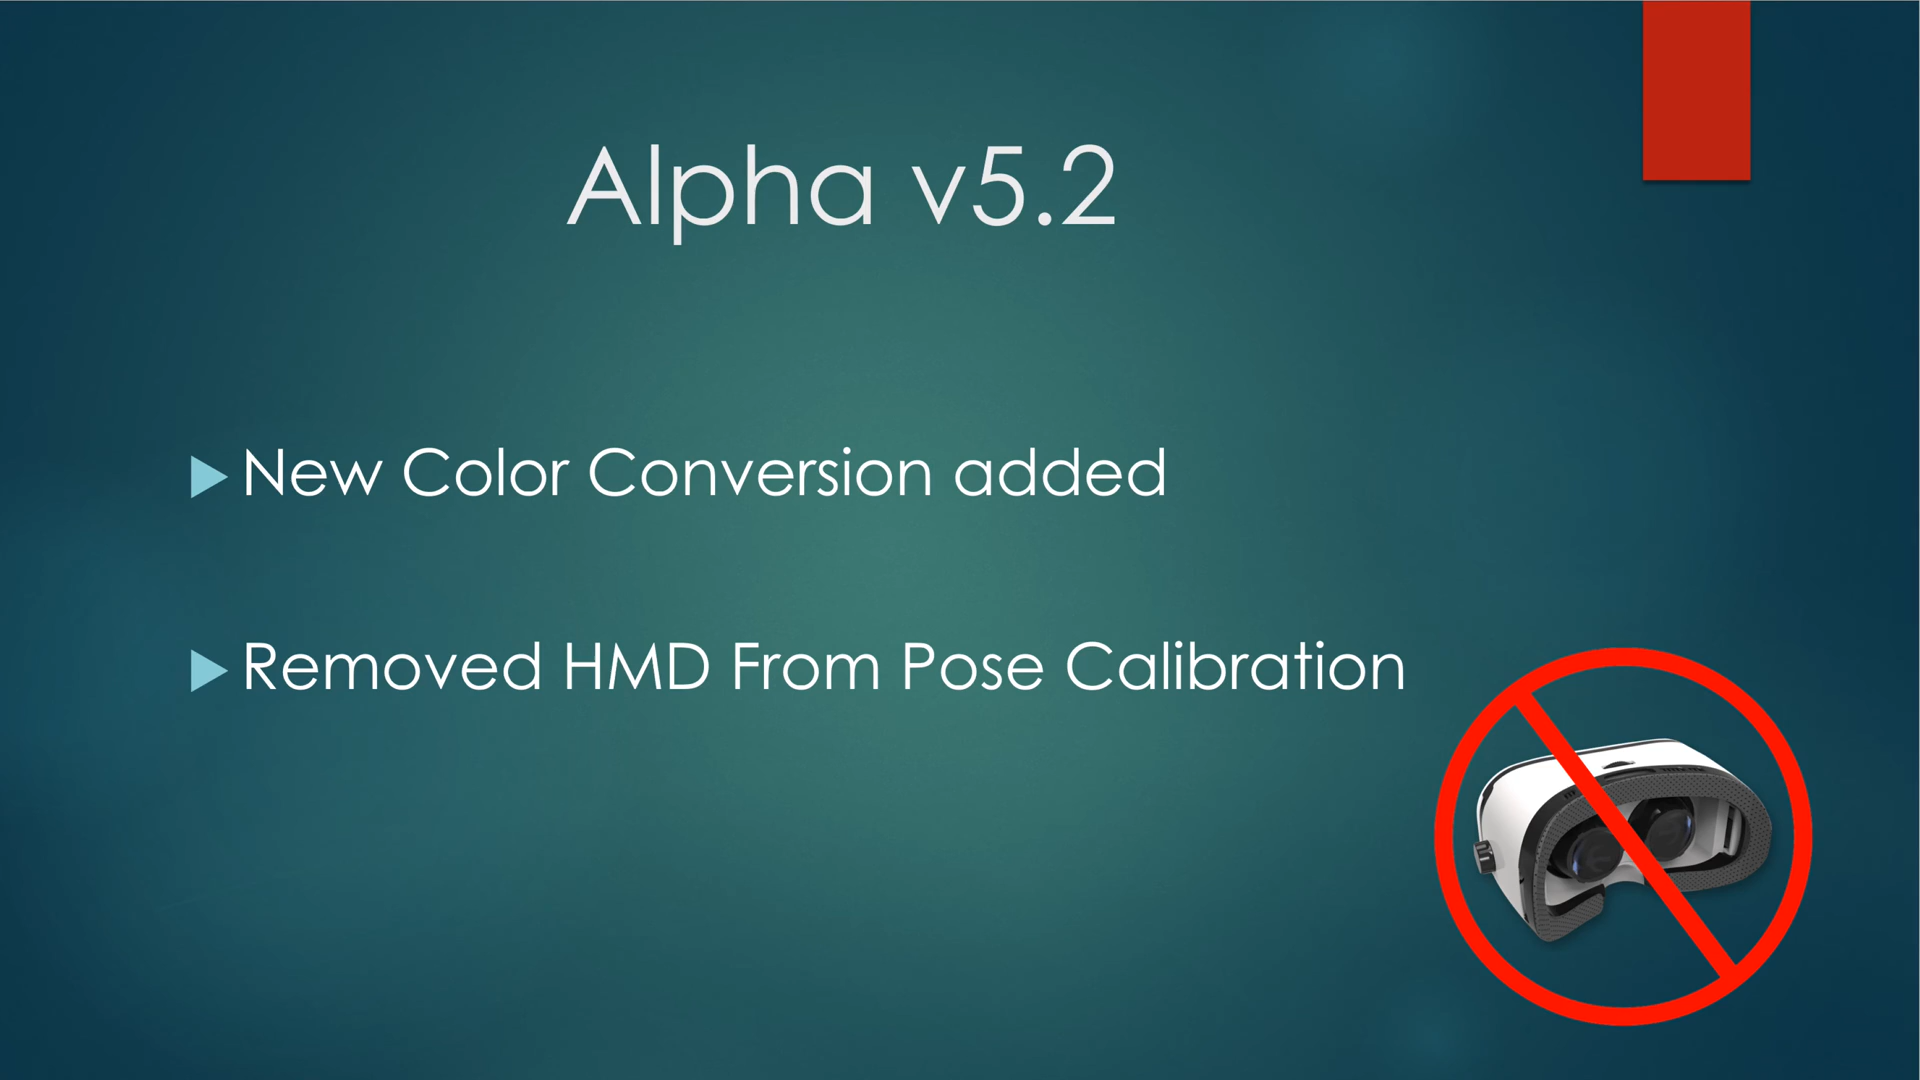 Alpha v5.2
New Color Conversion added
Removed HMD From Pose Calibration